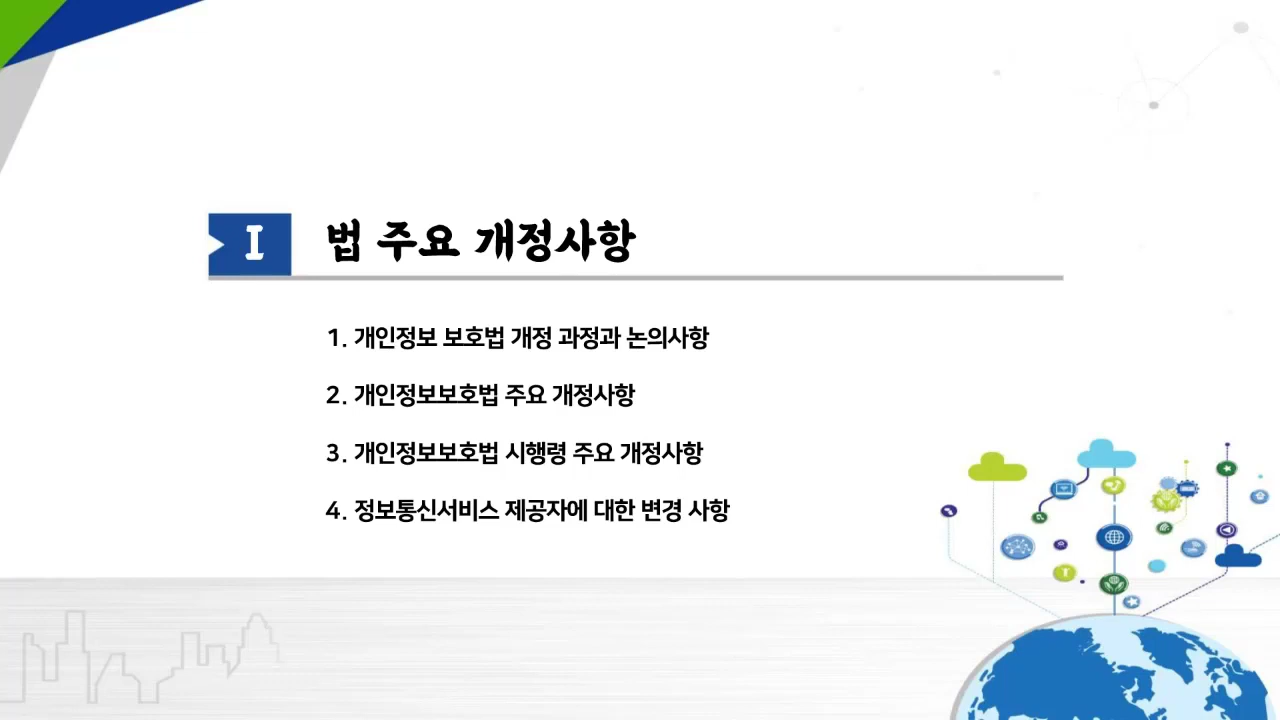 I 법 주요 개정사항
1. 개인정보 보호법 개정 과정과 논의사항
2. 개인정보보호법 주요 개정사항
3. 개인정보보호법 시행령 주요 개정사항
4. 정보통신서비스 제공자에 대한 변경 사항